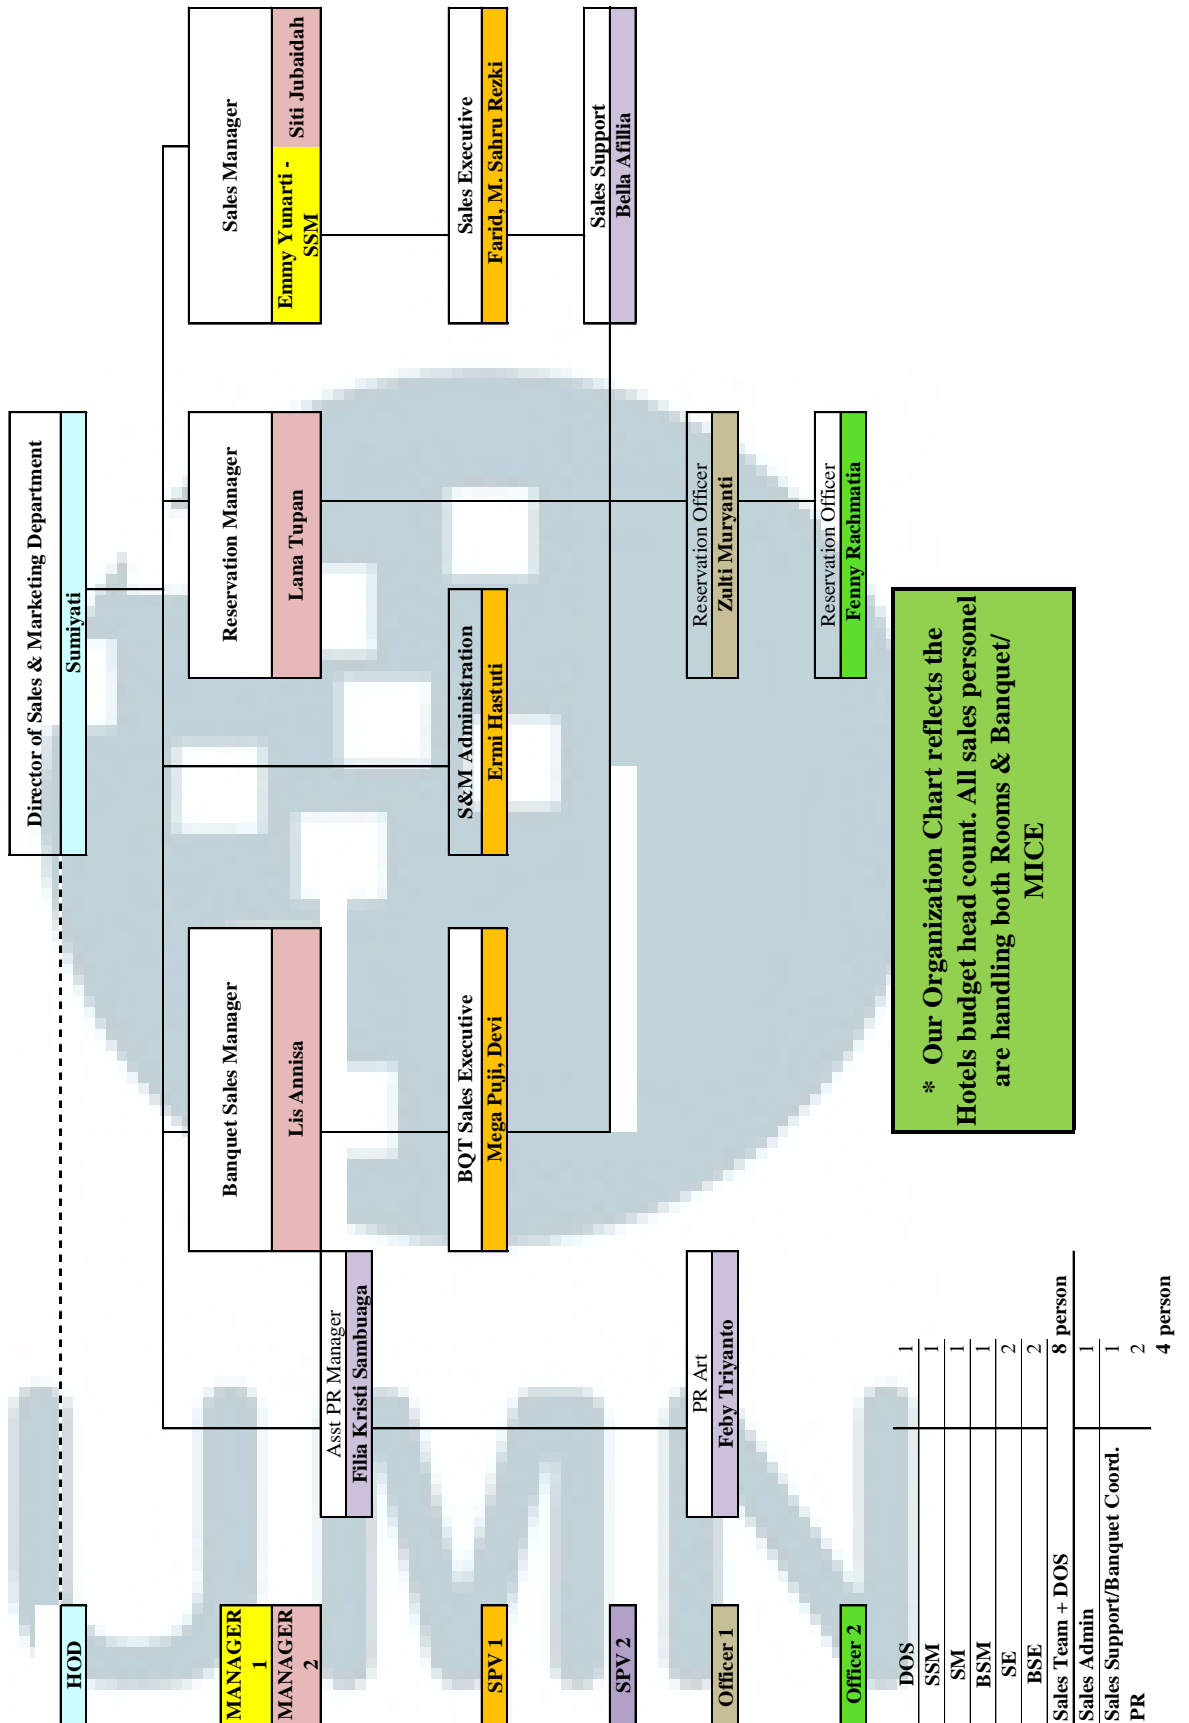 Director of Sales & Marketing Department
Sumiyati
HOD
Banquet Sales Manager
Lis Annisa
Reservation Manager
Lana Tupan
Sales Manager
Emmy Yunarti -
SSM
Siti Jubaidah
MANAGER
1
MANAGER
2
Asst PR Manager
Filia Kristi Sambuaga
BQT Sales Executive
Mega Puji, Devi
S&M Administration
Ermi Hastuti
Sales Executive
Farid, M. Sahru Rezki
SPV 1
Sales Support
Bella Afillia
SPV 2
PR Art
Feby Triyanto
Reservation Officer
Zulti Muryanti
Officer 1
Reservation Officer
Fenny Rachmatia
Officer 2
DOS 1
SSM 1
SM 1
BSM 1
SE 2
BSE 2
Sales Team + DOS 8 person
Sales Admin 1
Sales Support/Banquet Coord. 1
PR 2
4 person
* Our Organization Chart reflects the
Hotels budget head count. All sales personel
are handling both Rooms & Banquet/
MICE
UMN